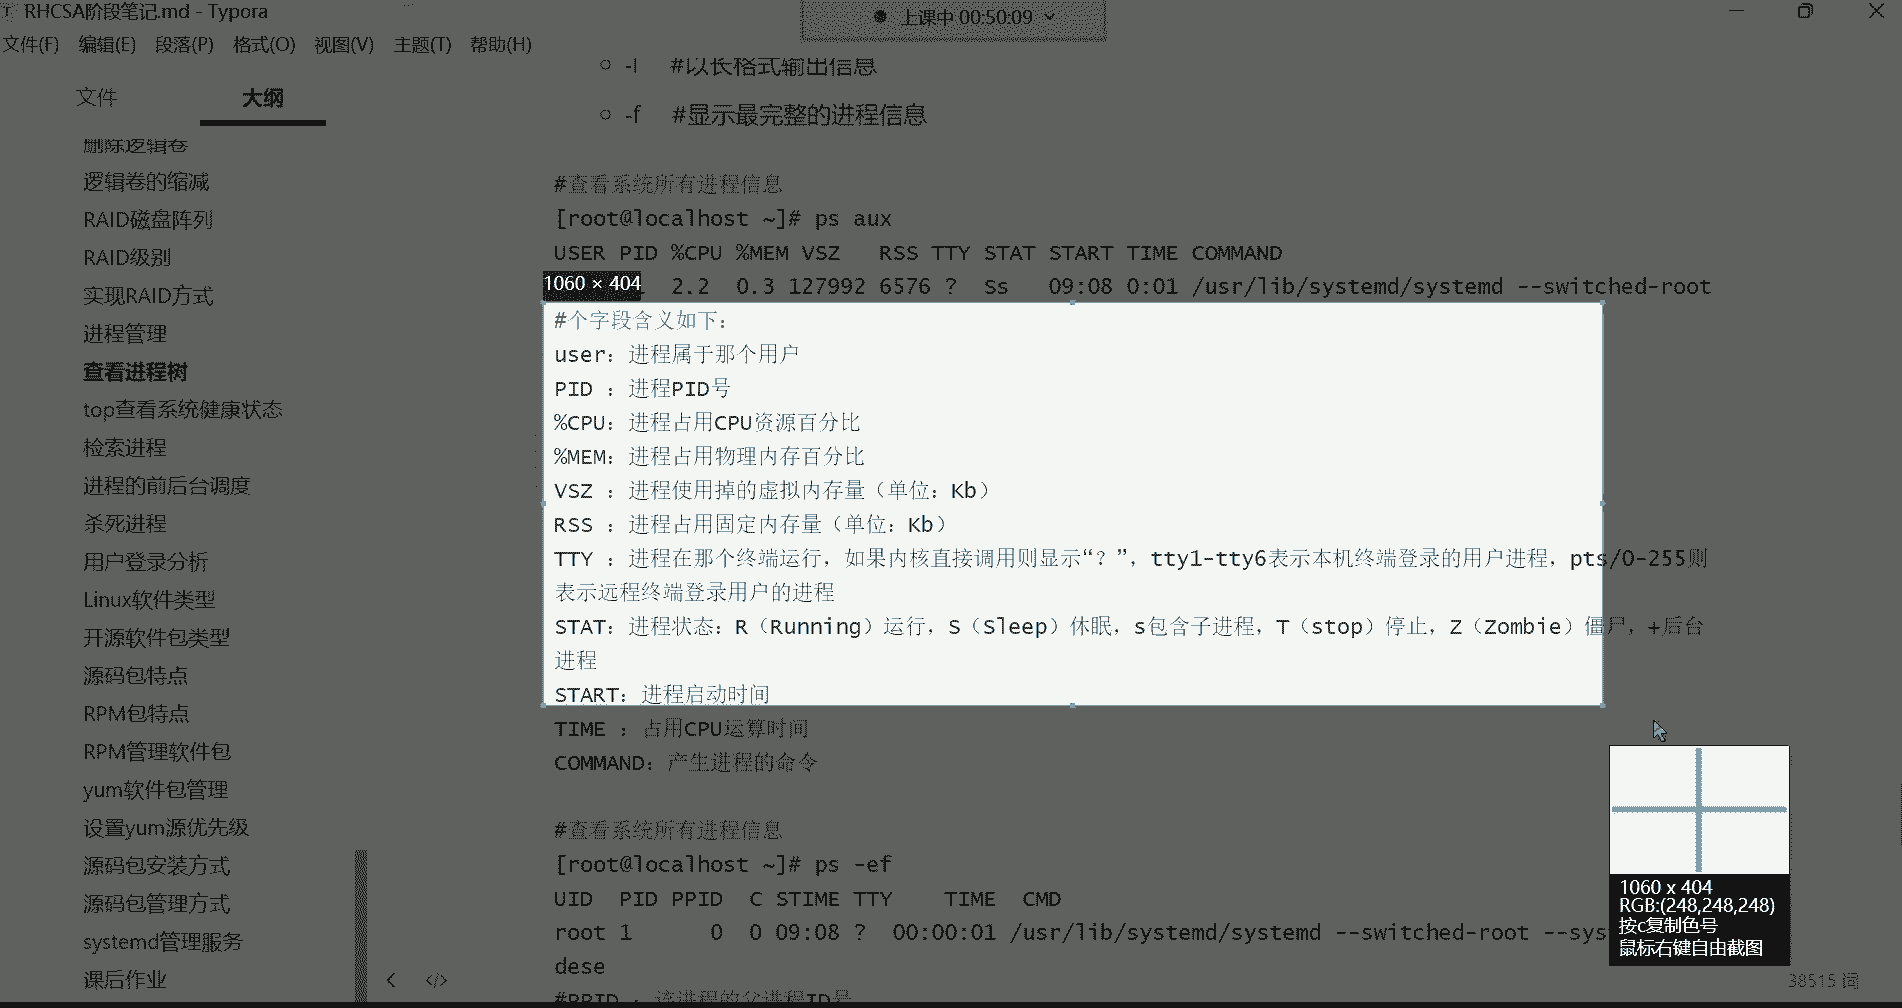 RHCSA阶段笔记.md - Typora
上课中 00:50:09
文件(F) 编辑(E) 段落(P) 格式(O) 视图(V) 主题(T) 帮助(H)
文件 大纲
删除逻辑卷
逻辑卷的缩减
RAID磁盘阵列
RAID级别
实现RAID方式
进程管理
查看进程树
top查看系统健康状态
检索进程
进程的前后台调度
杀死进程
用户登录分析
Linux软件类型
开源软件包类型
源码包特点
RPM包特点
RPM管理软件包
yum软件包管理
设置yum源优先级
源码包安装方式
源码包管理方式
systemd管理服务
课后作业
-l #以长格式输出信息
-f #显示最完整的进程信息
#查看系统所有进程信息
[root@localhost ~]# ps aux
USER PID %CPU %MEM VSZ RSS TTY STAT START TIME COMMAND
2.2 0.3 127992 6576 ? Ss 09:08 0:01 /usr/lib/systemd/systemd --switched-root
1060 × 404
#个字段含义如下：
user：进程属于那个用户
PID ：进程PID号
%CPU：进程占用CPU资源百分比
%MEM：进程占用物理内存百分比
VSZ ：进程使用掉的虚拟内存量（单位：Kb）
RSS ：进程占用固定内存量（单位：Kb）
TTY ：进程在那个终端运行，如果内核直接调用则显示“？”，tty1-tty6表示本机终端登录的用户进程，pts/0-255则
表示远程终端登录用户的进程
STAT：进程状态：R（Running）运行，S（Sleep）休眠，s包含子进程，T（stop）停止，Z（Zombie）僵尸，+后台
进程
START：进程启动时间
TIME ：占用CPU运算时间
COMMAND：产生进程的命令
#查看系统所有进程信息
[root@localhost ~]# ps -ef
UID PID PPID C STIME TTY TIME CMD
root 1 0 0 09:08 ? 00:00:01 /usr/lib/systemd/systemd --switched-root --sys
dese
#PPID ：该进程的父进程ID号
1060 x 404
RGB:(248,248,248)
按c复制色号
鼠标右键自由截图
38515 词